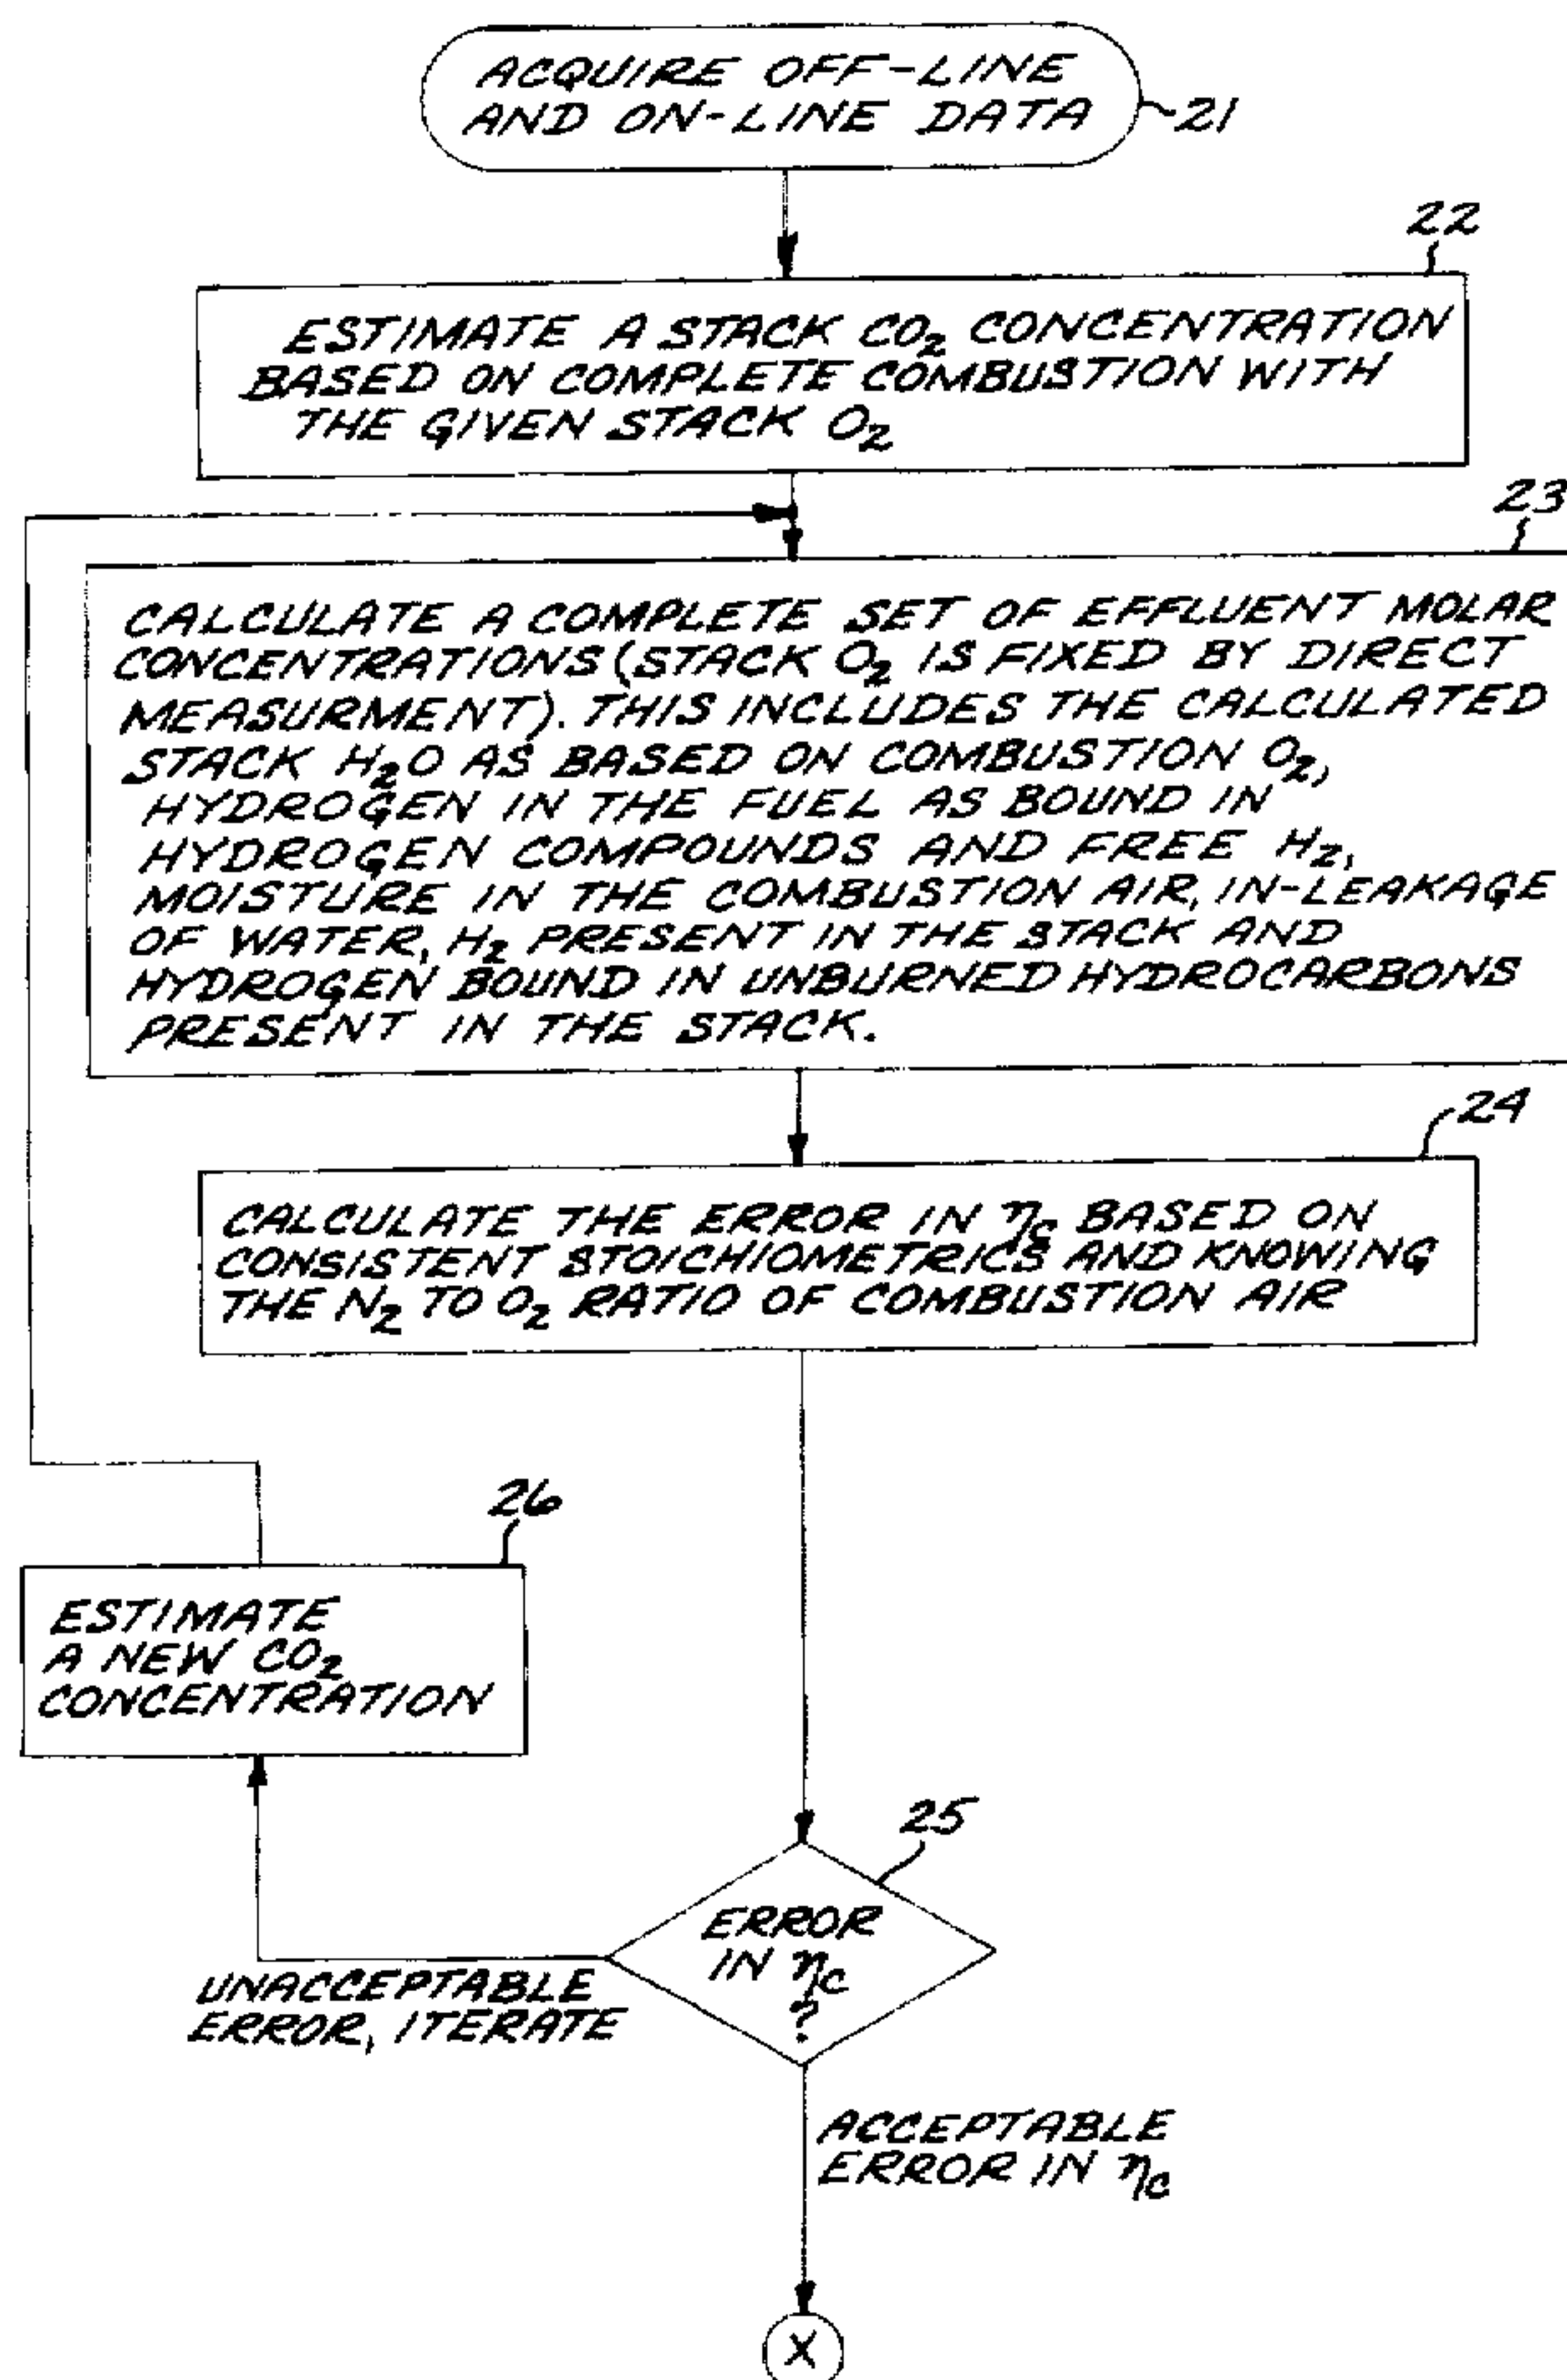 ACQUIRE OFF-LINE
AND ON-LINE DATA
21
22
ESTIMATE A STACK CO₂ CONCENTRATION
BASED ON COMPLETE COMBUSTION WITH
THE GIVEN STACK O₂
23
CALCULATE A COMPLETE SET OF EFFLUENT MOLAR
CONCENTRATIONS (STACK O₂ IS FIXED BY DIRECT
MEASURMENT). THIS INCLUDES THE CALCULATED
STACK H₂O AS BASED ON COMBUSTION O₂,
HYDROGEN IN THE FUEL AS BOUND IN
HYDROGEN COMPOUNDS AND FREE H₂,
MOISTURE IN THE COMBUSTION AIR, IN-LEAKAGE
OF WATER, H₂ PRESENT IN THE STACK AND
HYDROGEN BOUND IN UNBURNED HYDROCARBONS
PRESENT IN THE STACK.
24
CALCULATE THE ERROR IN ηc BASED ON
CONSISTENT STOICHIOMETRICS AND KNOWING
THE N₂ TO O₂ RATIO OF COMBUSTION AIR
26
ESTIMATE
A NEW CO₂
CONCENTRATION
25
ERROR
IN ηc
?
UNACCEPTABLE
ERROR, ITERATE
ACCEPTABLE
ERROR IN ηc
X